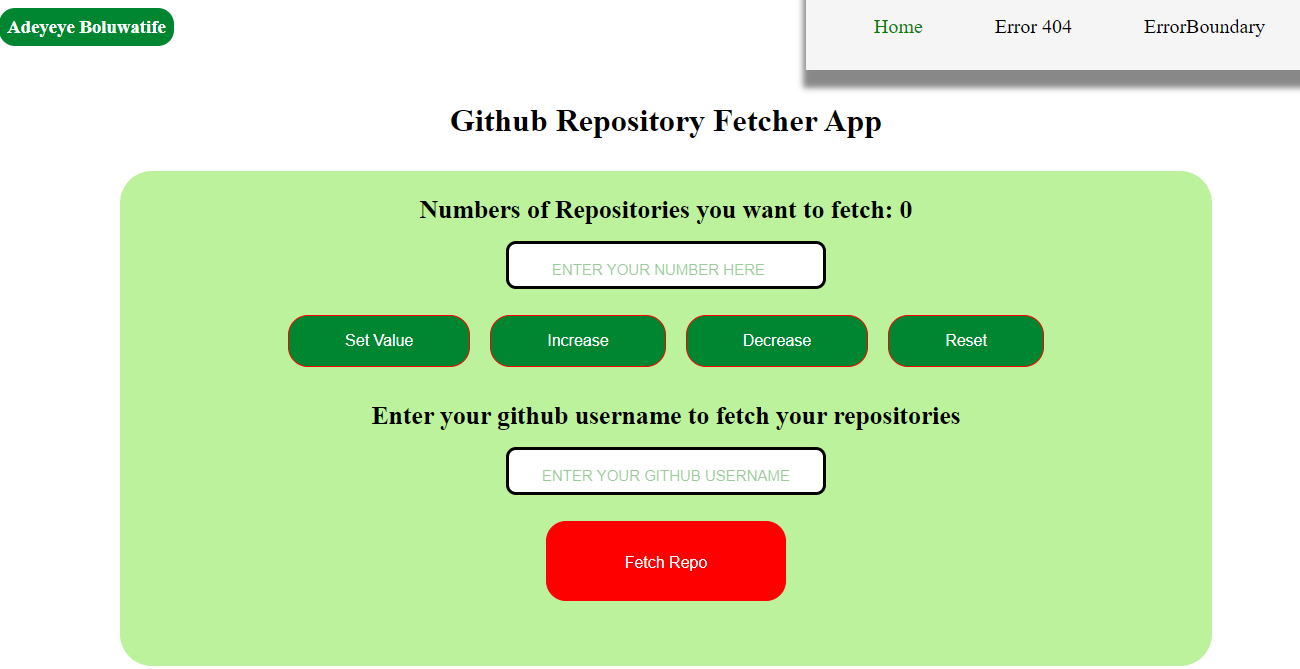 Adeyeye Boluwatife
Home Error 404 ErrorBoundary
Github Repository Fetcher App
Numbers of Repositories you want to fetch: 0
ENTER YOUR NUMBER HERE
Set Value Increase Decrease Reset
Enter your github username to fetch your repositories
ENTER YOUR GITHUB USERNAME
Fetch Repo